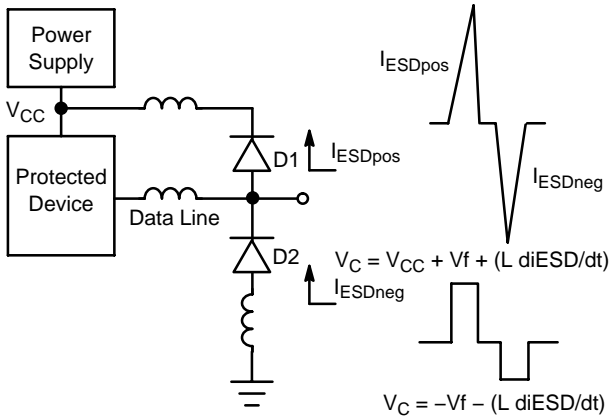 Power
Supply
V_CC
Protected
Device
Data Line
D1
I_ESDpos
D2
I_ESDneg
I_ESDpos
I_ESDneg
V_C = V_CC + Vf + (L diESD/dt)
V_C = −Vf − (L diESD/dt)